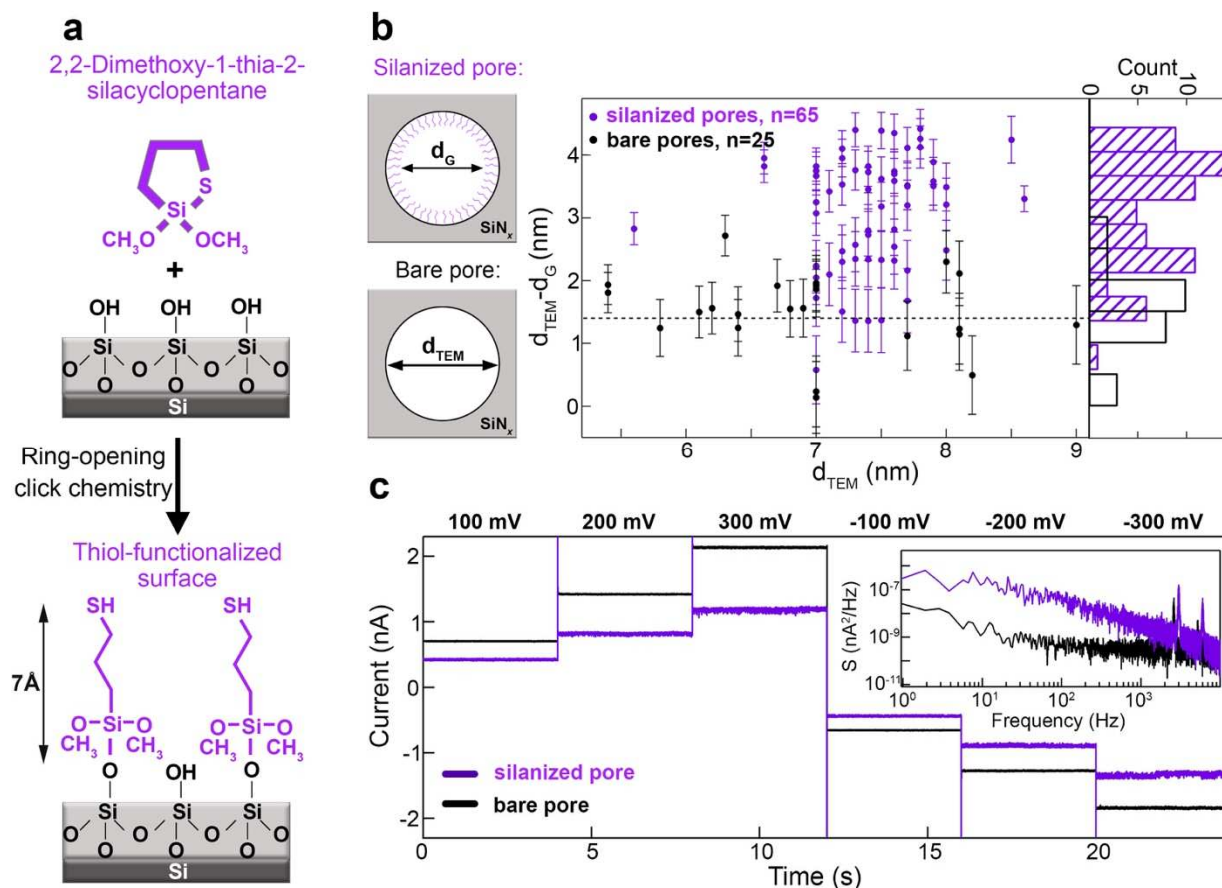 a
2,2-Dimethoxy-1-thia-2-
silacyclopentane
S
Si
CH3O OCH3
+
OH OH OH
Si Si Si
O O O O
O O O
Si
Ring-opening
click chemistry
Thiol-functionalized
surface
SH SH
7Å
O Si O O Si O
CH3 CH3 CH3 CH3
O OH O
Si Si Si
O O O O
O O O
Si
b
Silanized pore:
dG
SiNx
Bare pore:
dTEM
SiNx
Count
0 5 10
silanized pores, n=65
bare pores, n=25
dTEM-dG (nm)
4
3
2
1
0
6 7 8 9
dTEM (nm)
c
100 mV 200 mV 300 mV -100 mV -200 mV -300 mV
Current (nA)
2
1
0
-1
-2
silanized pore
bare pore
0 5 10 15 20
Time (s)
S (nA²/Hz)
10-7
10-9
10-11
100 101 102 103
Frequency (Hz)